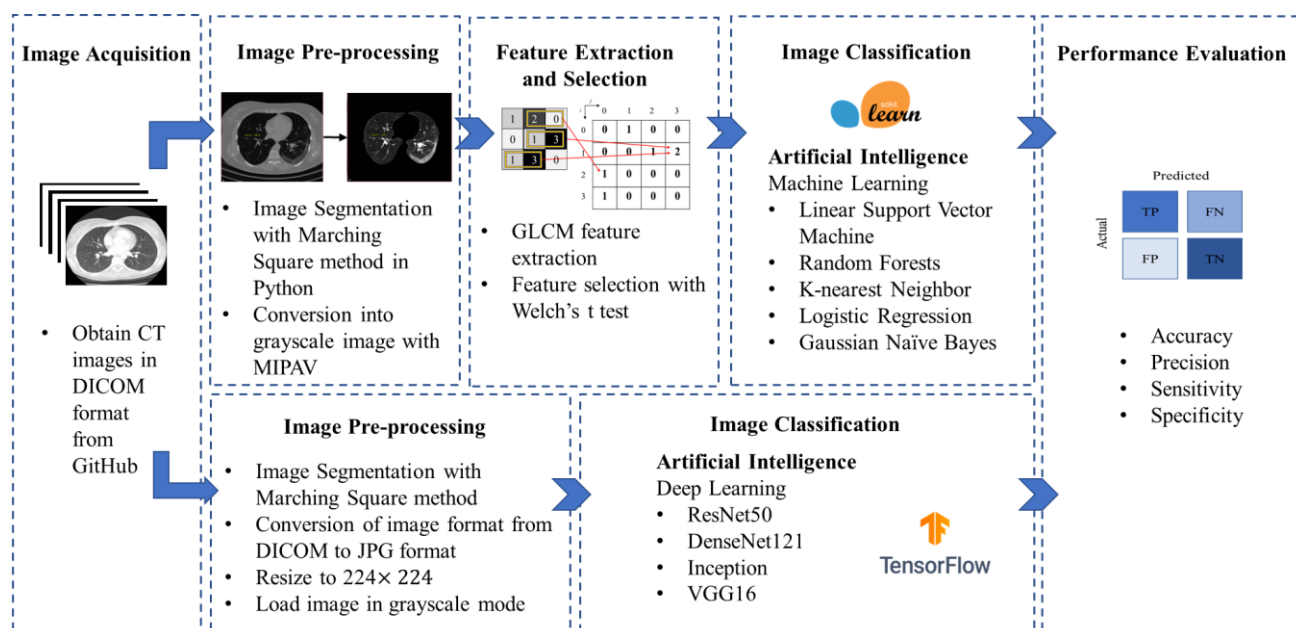 Image Acquisition
• Obtain CT
images in
DICOM
format
from
GitHub
Image Pre-processing
• Image Segmentation
with Marching
Square method in
Python
• Conversion into
grayscale image with
MIPAV
Feature Extraction
and Selection
1 2 0
0 1 3
1 3 0
0 1 2 3
0 0 1 0 0
1 0 0 1 2
2 1 0 0 0
3 1 0 0 0
• GLCM feature
extraction
• Feature selection with
Welch's t test
Image Classification
scikit
learn
Artificial Intelligence
Machine Learning
• Linear Support Vector
Machine
• Random Forests
• K-nearest Neighbor
• Logistic Regression
• Gaussian Naïve Bayes
Image Pre-processing
• Image Segmentation with
Marching Square method
• Conversion of image format from
DICOM to JPG format
• Resize to 224× 224
• Load image in grayscale mode
Image Classification
Artificial Intelligence
Deep Learning
• ResNet50
• DenseNet121
• Inception
• VGG16
TensorFlow
Performance Evaluation
Predicted
Actual
TP FN
FP TN
• Accuracy
• Precision
• Sensitivity
• Specificity